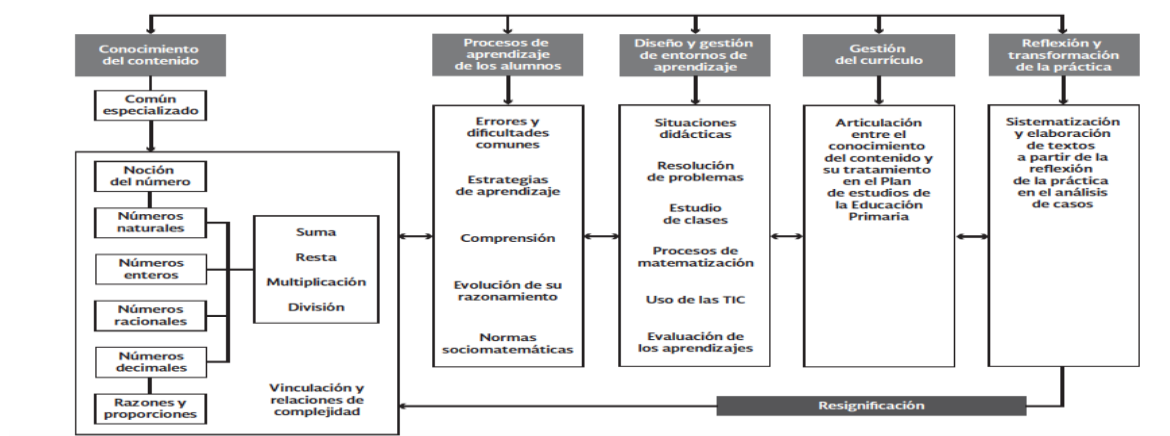 Conocimiento
del contenido
Procesos de
aprendizaje
de los alumnos
Diseño y gestión
de entornos de
aprendizaje
Gestión
del currículo
Reflexión y
transformación
de la práctica
Común
especializado
Noción
del número
Números
naturales
Números
enteros
Números
racionales
Números
decimales
Razones y
proporciones
Suma
Resta
Multiplicación
División
Vinculación y
relaciones de
complejidad
Errores y
dificultades
comunes
Estrategias
de aprendizaje
Comprensión
Evolución de su
razonamiento
Normas
sociomatemáticas
Situaciones
didácticas
Resolución
de problemas
Estudio
de clases
Procesos de
matematización
Uso de las TIC
Evaluación de
los aprendizajes
Articulación
entre el
conocimiento
del contenido y
su tratamiento
en el Plan
de estudios de
la Educación
Primaria
Sistematización
y elaboración
de textos
a partir de la
reflexión
de la práctica
en el análisis
de casos
Resignificación